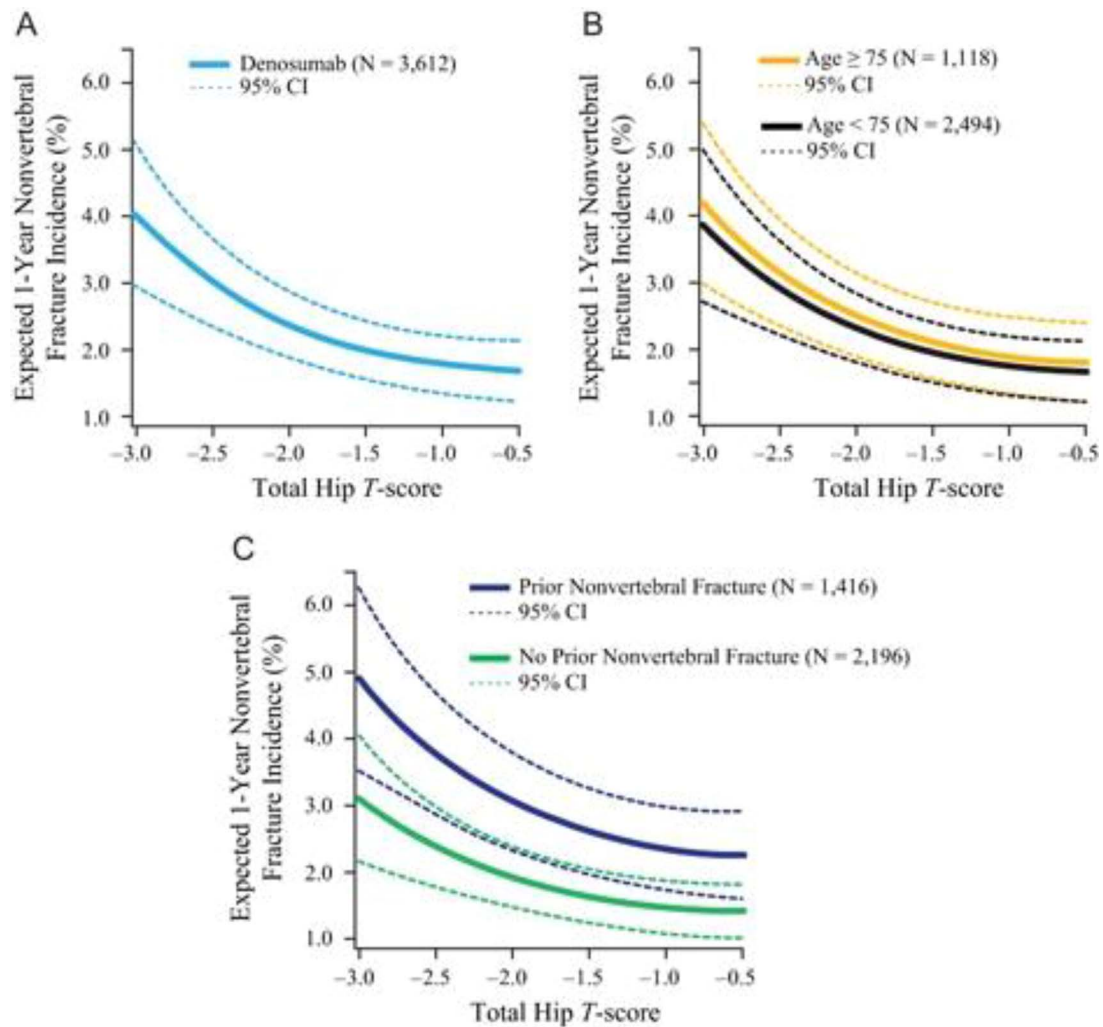 A
Denosumab (N = 3,612)
95% CI
Expected 1-Year Nonvertebral
Fracture Incidence (%)
6.0
5.0
4.0
3.0
2.0
1.0
–3.0 –2.5 –2.0 –1.5 –1.0 –0.5
Total Hip T-score
B
Age ≥ 75 (N = 1,118)
95% CI
Age < 75 (N = 2,494)
95% CI
Expected 1-Year Nonvertebral
Fracture Incidence (%)
6.0
5.0
4.0
3.0
2.0
1.0
–3.0 –2.5 –2.0 –1.5 –1.0 –0.5
Total Hip T-score
C
Prior Nonvertebral Fracture (N = 1,416)
95% CI
No Prior Nonvertebral Fracture (N = 2,196)
95% CI
Expected 1-Year Nonvertebral
Fracture Incidence (%)
6.0
5.0
4.0
3.0
2.0
1.0
–3.0 –2.5 –2.0 –1.5 –1.0 –0.5
Total Hip T-score